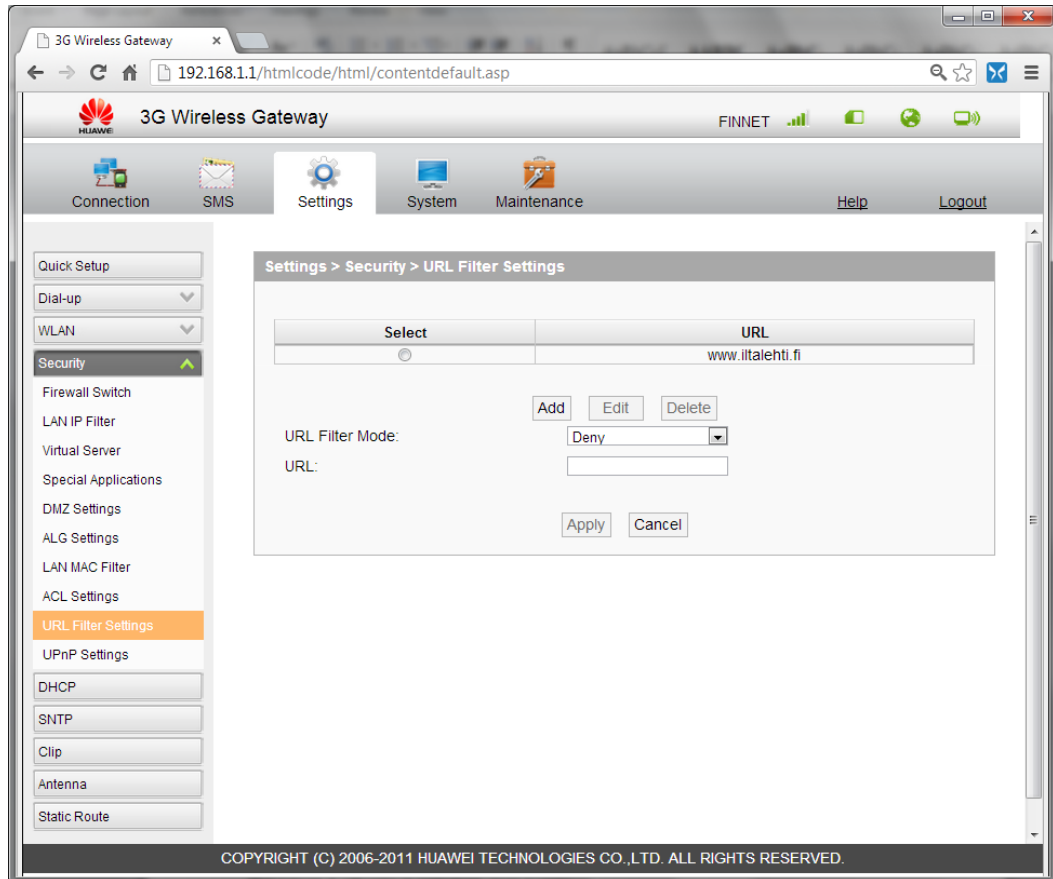 3G Wireless Gateway
192.168.1.1/htmlcode/html/contentdefault.asp
HUAWEI
3G Wireless Gateway
FINNET
Connection SMS Settings System Maintenance Help Logout
Quick Setup
Dial-up
WLAN
Security
Firewall Switch
LAN IP Filter
Virtual Server
Special Applications
DMZ Settings
ALG Settings
LAN MAC Filter
ACL Settings
URL Filter Settings
UPnP Settings
DHCP
SNTP
Clip
Antenna
Static Route
Settings > Security > URL Filter Settings
Select URL
www.iltalehti.fi
Add Edit Delete
URL Filter Mode: Deny
URL:
Apply Cancel
COPYRIGHT (C) 2006-2011 HUAWEI TECHNOLOGIES CO.,LTD. ALL RIGHTS RESERVED.